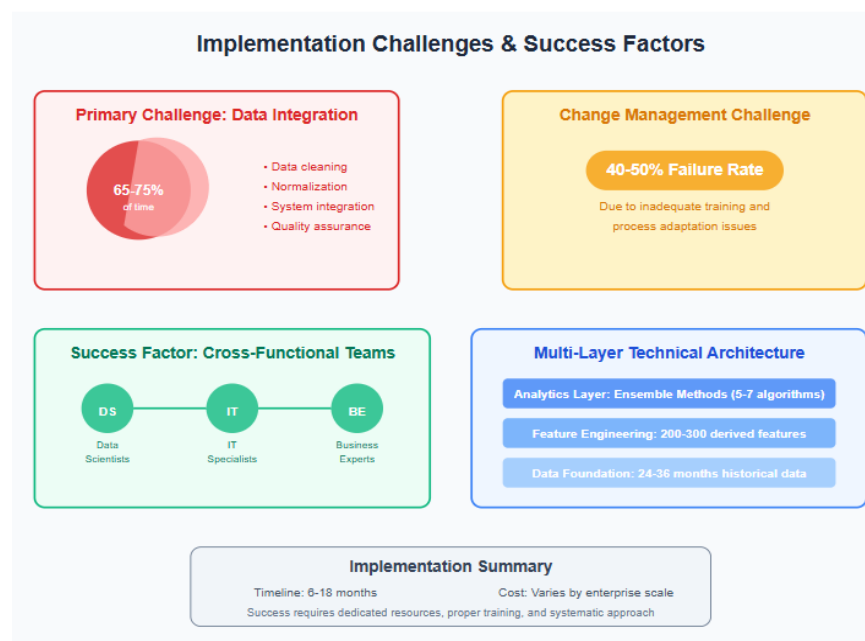 Implementation Challenges & Success Factors
Primary Challenge: Data Integration
65-75%
of time
• Data cleaning
• Normalization
• System integration
• Quality assurance
Change Management Challenge
40-50% Failure Rate
Due to inadequate training and
process adaptation issues
Success Factor: Cross-Functional Teams
DS
IT
BE
Data
Scientists
IT
Specialists
Business
Experts
Multi-Layer Technical Architecture
Analytics Layer: Ensemble Methods (5-7 algorithms)
Feature Engineering: 200-300 derived features
Data Foundation: 24-36 months historical data
Implementation Summary
Timeline: 6-18 months
Cost: Varies by enterprise scale
Success requires dedicated resources, proper training, and systematic approach